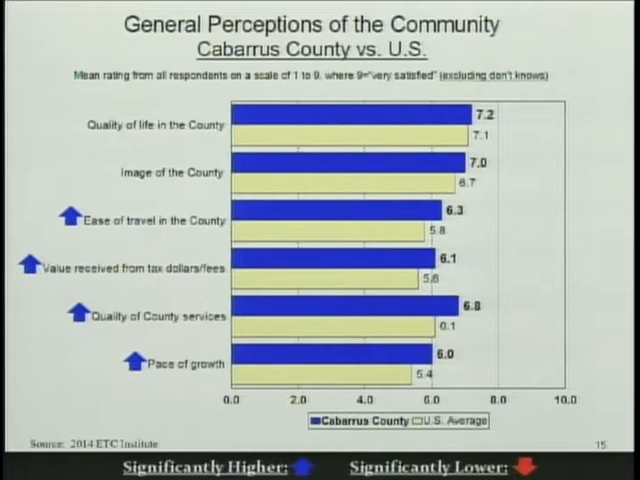 General Perceptions of the Community
Cabarrus County vs. U.S.
Mean rating from all respondents on a scale of 1 to 9, where 9="very satisfied" (excluding don't knows)
Quality of life in the County
7.2
7.1
Image of the County
7.0
6.7
Ease of travel in the County
6.3
5.8
Value received from tax dollars/fees
6.1
Quality of County services
6.8
6.1
Pace of growth
6.0
5.4
0.0 2.0 4.0 6.0 8.0 10.0
Cabarrus County U.S. Average
Source: 2014 ETC Institute
15
Significantly Higher: Significantly Lower: